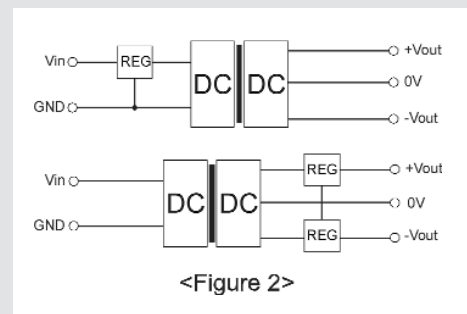 +Vout
Vin REG
DC DC 0V
GND
-Vout
REG +Vout
Vin
DC DC 0V
GND
REG -Vout
<Figure 2>